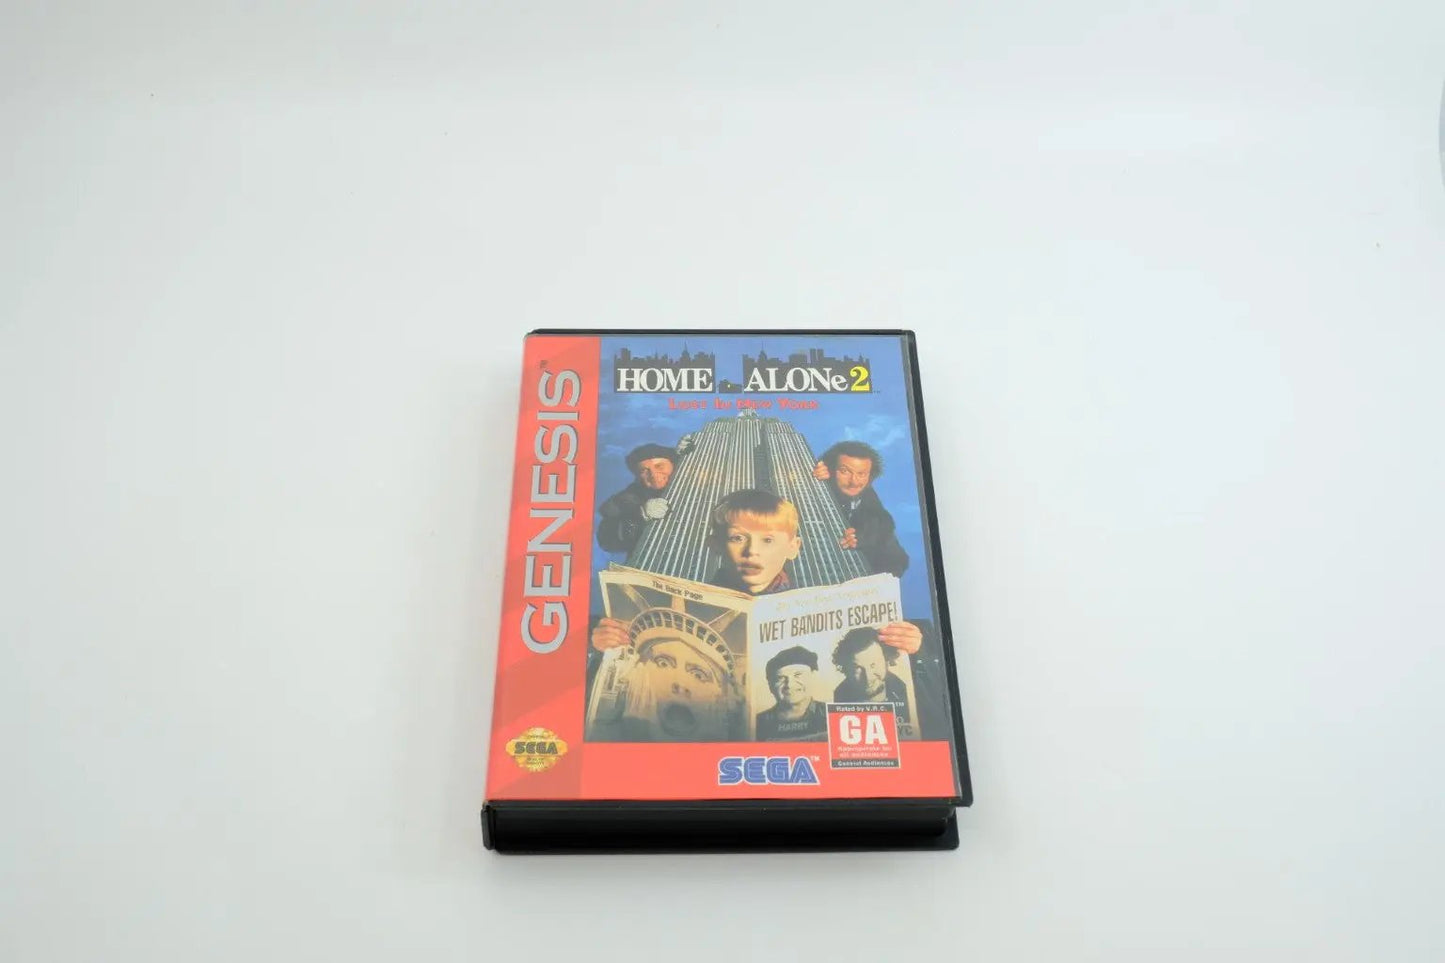 GENESIS
HOME ALONe 2
LOST IN NEW YORK
The Back Page
WET BANDITS ESCAPE!
HARRY
Rated by V.R.C.
GA
Appropriate for
all audiences
General Audiences
SEGA
SEGA™